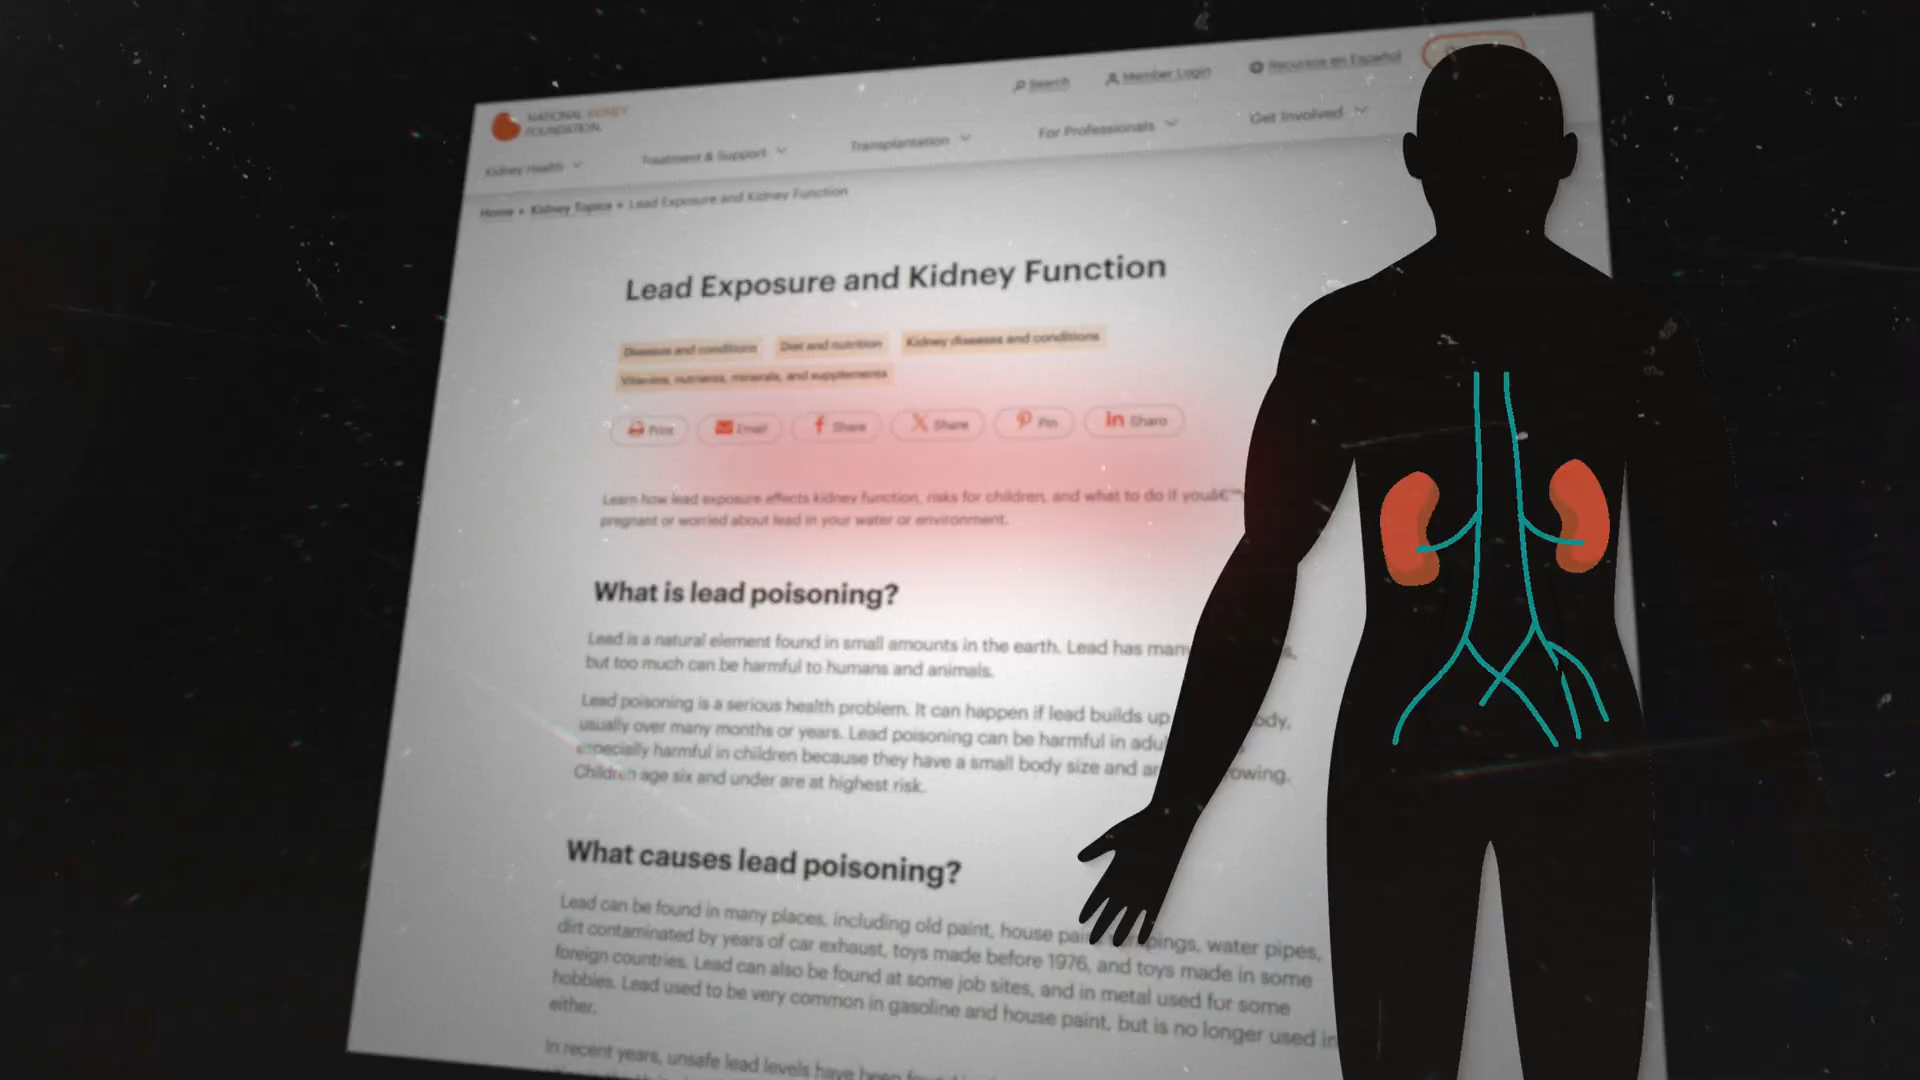 Search Member Login Recursos en Español
NATIONAL KIDNEY
FOUNDATION
Kidney Health Treatment & Support Transplantation For Professionals Get Involved
Home Kidney Topics Lead Exposure and Kidney Function
Lead Exposure and Kidney Function
Diseases and conditions Diet and nutrition Kidney diseases and conditions
Vitamins, nutrients, minerals, and supplements
Print Email Share Share Pin Share
Learn how lead exposure affects kidney function, risks for children, and what to do if youâ€™
pregnant or worried about lead in your water or environment.
What is lead poisoning?
Lead is a natural element found in small amounts in the earth. Lead has many
but too much can be harmful to humans and animals.
Lead poisoning is a serious health problem. It can happen if lead builds up ody,
usually over many months or years. Lead poisoning can be harmful in adul
especially harmful in children because they have a small body size and ar owing.
Children age six and under are at highest risk.
What causes lead poisoning?
Lead can be found in many places, including old paint, house pain pings, water pipes,
dirt contaminated by years of car exhaust, toys made before 1976, and toys made in some
foreign countries. Lead can also be found at some job sites, and in metal used for some
hobbies. Lead used to be very common in gasoline and house paint, but is no longer used in
either.
In recent years, unsafe lead levels have been